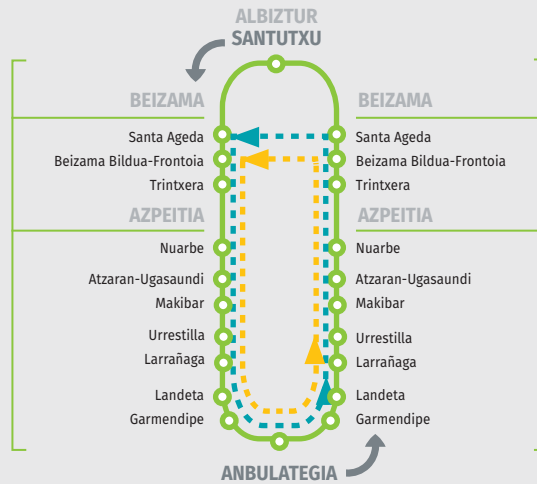 ALBIZTUR
SANTUTXU
BEIZAMA
Santa Ageda
Beizama Bildua-Frontoia
Trintxera
AZPEITIA
Nuarbe
Atzaran-Ugasaundi
Makibar
Urrestilla
Larrañaga
Landeta
Garmendipe
BEIZAMA
Santa Ageda
Beizama Bildua-Frontoia
Trintxera
AZPEITIA
Nuarbe
Atzaran-Ugasaundi
Makibar
Urrestilla
Larrañaga
Landeta
Garmendipe
ANBULATEGIA